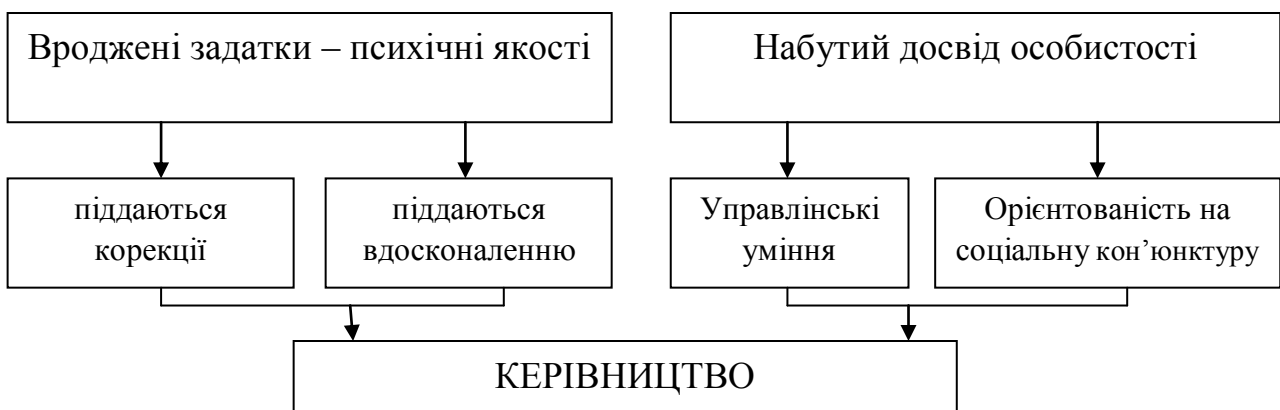 Вроджені задатки – психічні якості
Набутий досвід особистості
піддаються
корекції
піддаються
вдосконаленню
Управлінські
уміння
Орієнтованість на
соціальну кон’юнктуру
КЕРІВНИЦТВО